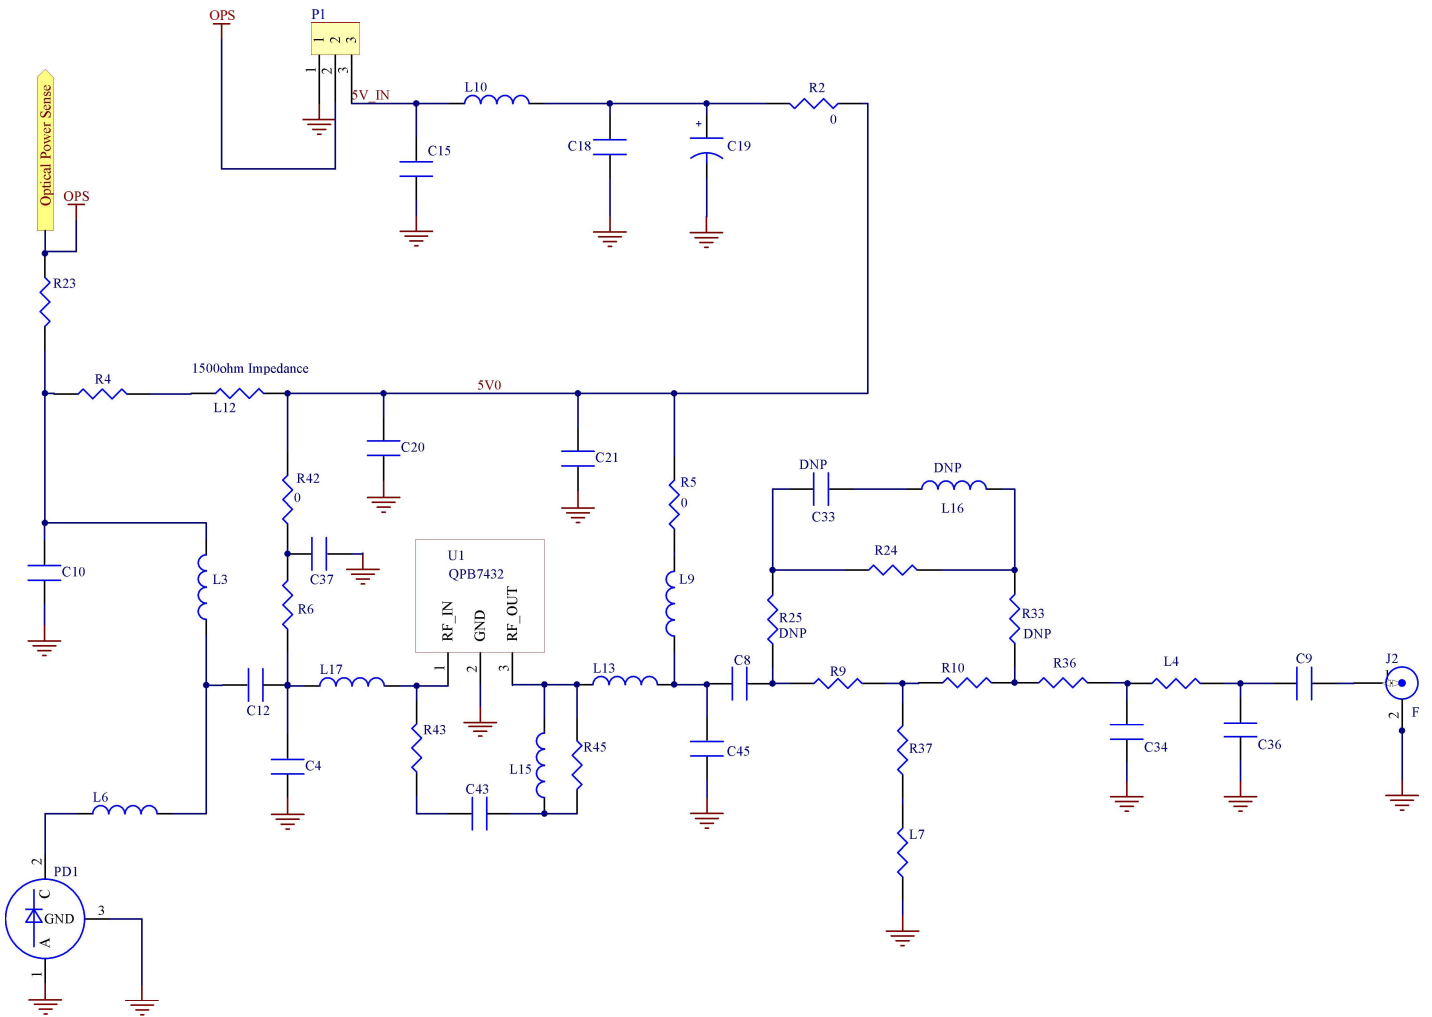 OPS
P1
1
2
3
1
2
3
5V_IN
L10
R2
0
C15
C18
+
C19
Optical Power Sense
OPS
R23
1500ohm Impedance
R4
L12
5V0
C20
C21
R42
0
R5
0
DNP
C33
DNP
L16
C37
U1
QPB7432
RF_IN
GND
RF_OUT
1
2
3
C10
L3
R6
L9
R24
R25
DNP
R33
DNP
C12
L17
L13
C8
R9
R10
R36
L4
C9
J2
1
2
F
C4
R43
L15
R45
C43
C45
R37
L7
C34
C36
L6
2
PD1
C
GND
A
3
1